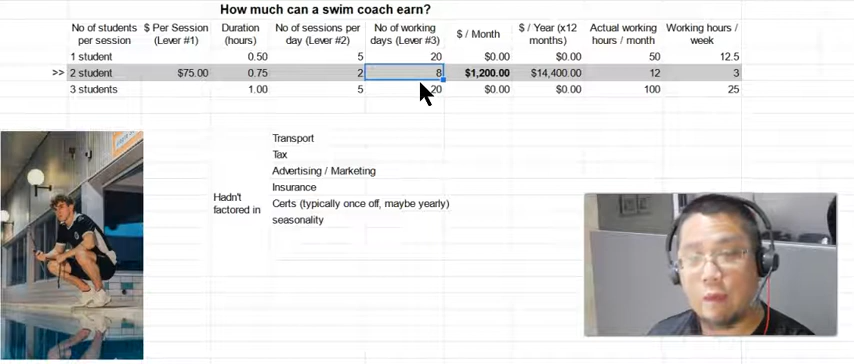 How much can a swim coach earn?
No of students per session $ Per Session (Lever #1) Duration (hours) No of sessions per day (Lever #2) No of working days (Lever #3) $ / Month $ / Year (x12 months) Actual working hours / month Working hours / week
1 student 0.50 5 20 $0.00 $0.00 50 12.5
>> 2 student $75.00 0.75 2 8 $1,200.00 $14,400.00 12 3
3 students 1.00 5 20 $0.00 $0.00 100 25
Hadn't factored in
Transport
Tax
Advertising / Marketing
Insurance
Certs (typically once off, maybe yearly)
seasonality